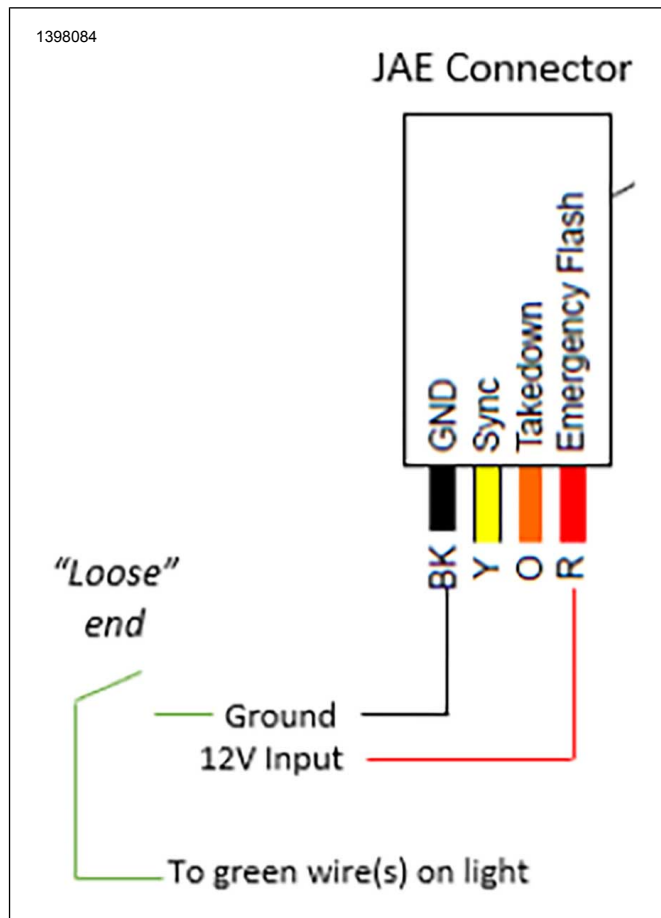 1398084
JAE Connector
GND
Sync
Takedown
Emergency Flash
BK
Y
O
R
“Loose”
end
Ground
12V Input
To green wire(s) on light